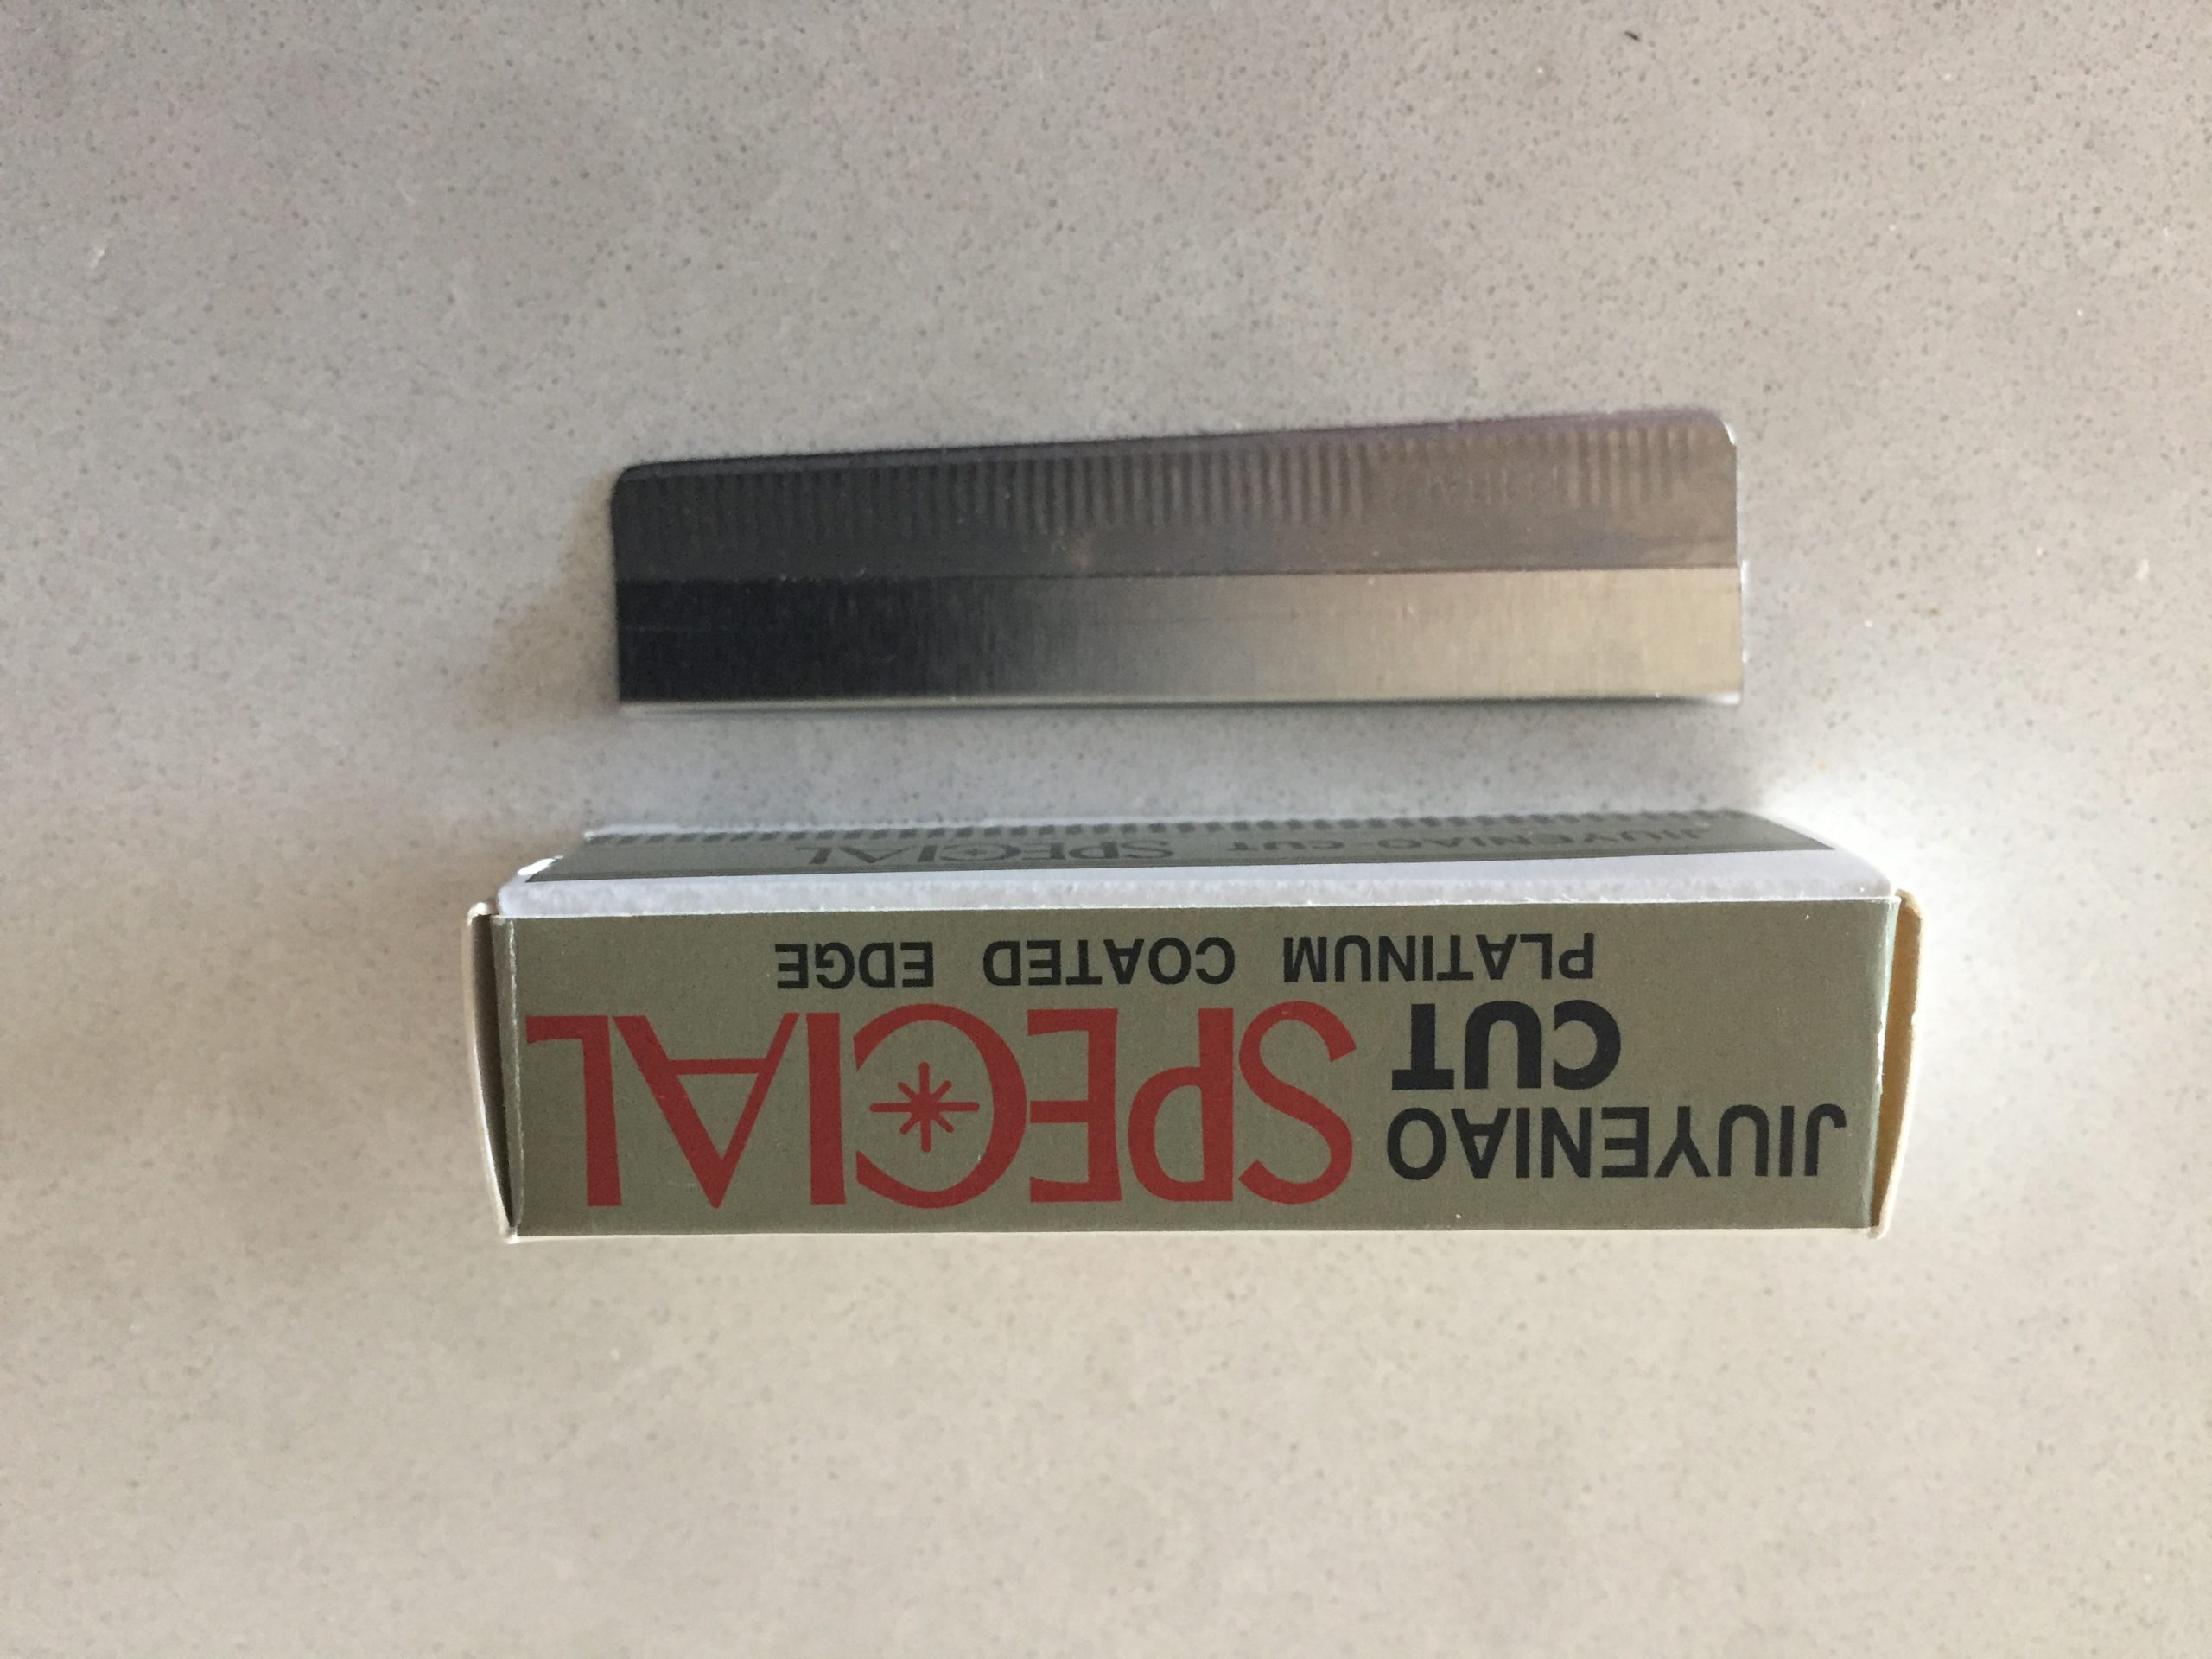 JIUYENIAO
CUT
SPECIAL
PLATINUM COATED EDGE
JIUYENIAO CUT SPECIAL